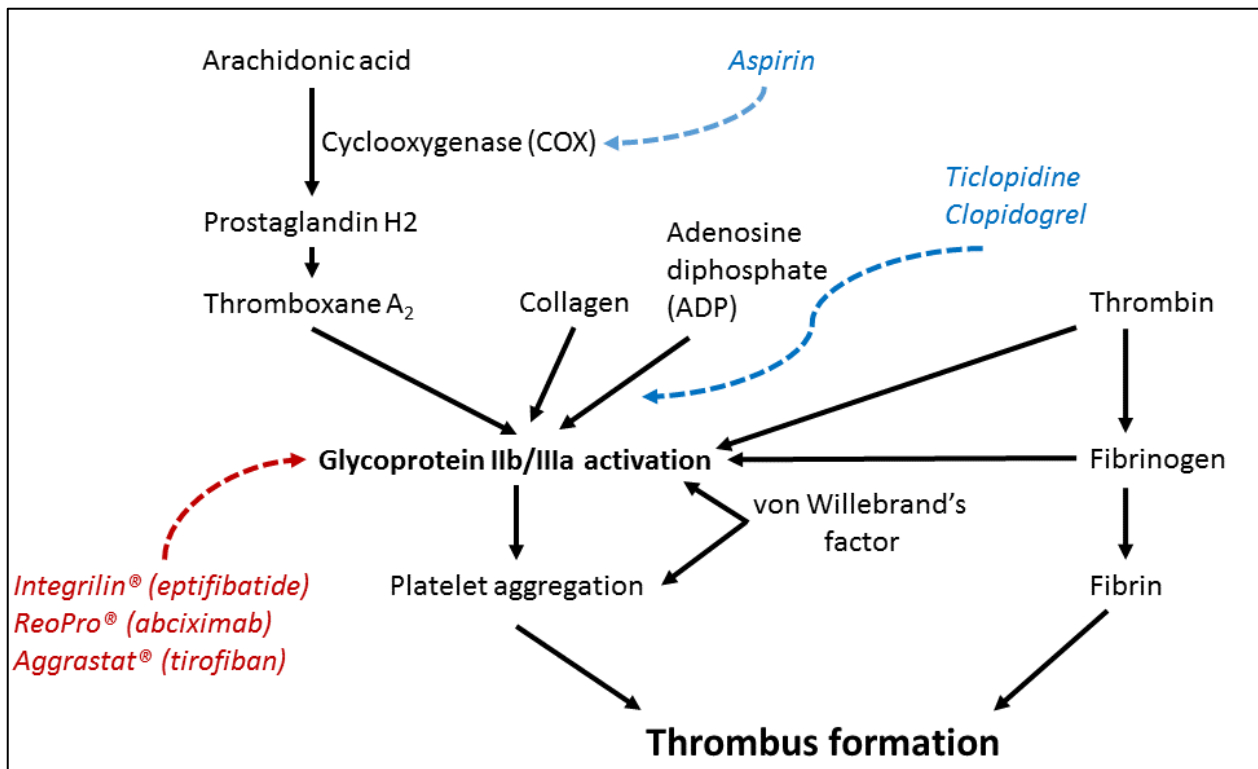 Arachidonic acid
Aspirin
Cyclooxygenase (COX)
Ticlopidine
Clopidogrel
Prostaglandin H2
Adenosine
diphosphate
(ADP)
Thromboxane A₂
Collagen
Thrombin
Glycoprotein IIb/IIIa activation
Fibrinogen
von Willebrand's
factor
Integrilin® (eptifibatide)
ReoPro® (abciximab)
Aggrastat® (tirofiban)
Platelet aggregation
Fibrin
Thrombus formation